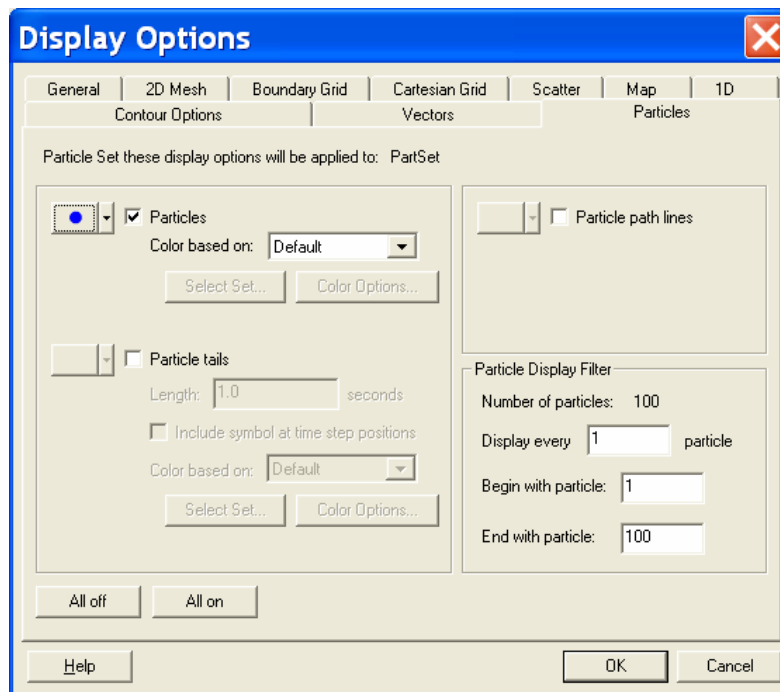 Display Options
General 2D Mesh Boundary Grid Cartesian Grid Scatter Map 1D
Contour Options Vectors Particles
Particle Set these display options will be applied to: PartSet
Particles
Color based on: Default
Select Set... Color Options...
Particle tails
Length: 1.0 seconds
Include symbol at time step positions
Color based on: Default
Select Set... Color Options...
Particle path lines
Particle Display Filter
Number of particles: 100
Display every 1 particle
Begin with particle: 1
End with particle: 100
All off All on
Help OK Cancel